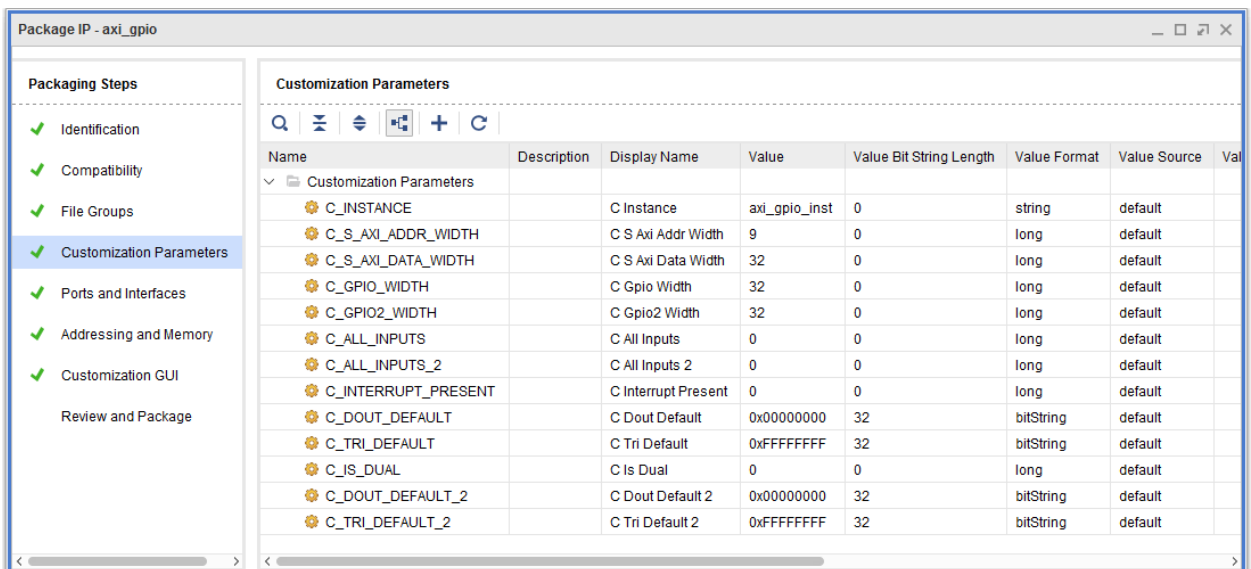 Package IP - axi_gpio
Packaging Steps
Identification
Compatibility
File Groups
Customization Parameters
Ports and Interfaces
Addressing and Memory
Customization GUI
Review and Package
Customization Parameters
Name Description Display Name Value Value Bit String Length Value Format Value Source Val
Customization Parameters
C_INSTANCE C Instance axi_gpio_inst 0 string default
C_S_AXI_ADDR_WIDTH C S Axi Addr Width 9 0 long default
C_S_AXI_DATA_WIDTH C S Axi Data Width 32 0 long default
C_GPIO_WIDTH C Gpio Width 32 0 long default
C_GPIO2_WIDTH C Gpio2 Width 32 0 long default
C_ALL_INPUTS C All Inputs 0 0 long default
C_ALL_INPUTS_2 C All Inputs 2 0 0 long default
C_INTERRUPT_PRESENT C Interrupt Present 0 0 long default
C_DOUT_DEFAULT C Dout Default 0x00000000 32 bitString default
C_TRI_DEFAULT C Tri Default 0xFFFFFFFF 32 bitString default
C_IS_DUAL C Is Dual 0 0 long default
C_DOUT_DEFAULT_2 C Dout Default 2 0x00000000 32 bitString default
C_TRI_DEFAULT_2 C Tri Default 2 0xFFFFFFFF 32 bitString default